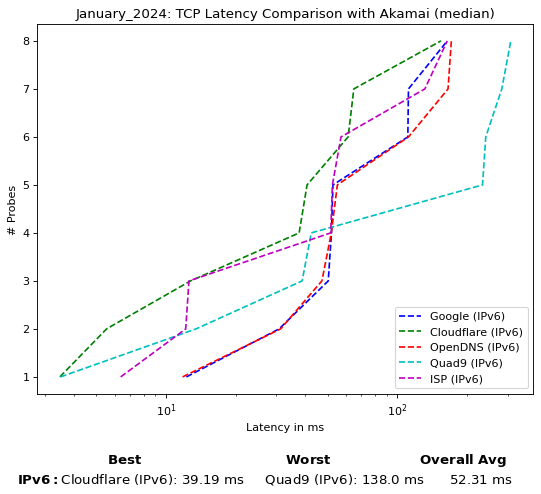 January_2024: TCP Latency Comparison with Akamai (median)
8
7
6
5
4
3
2
1
# Probes
Google (IPv6)
Cloudflare (IPv6)
OpenDNS (IPv6)
Quad9 (IPv6)
ISP (IPv6)
10¹ 10²
Latency in ms
Best Worst Overall Avg
IPv6: Cloudflare (IPv6): 39.19 ms Quad9 (IPv6): 138.0 ms 52.31 ms